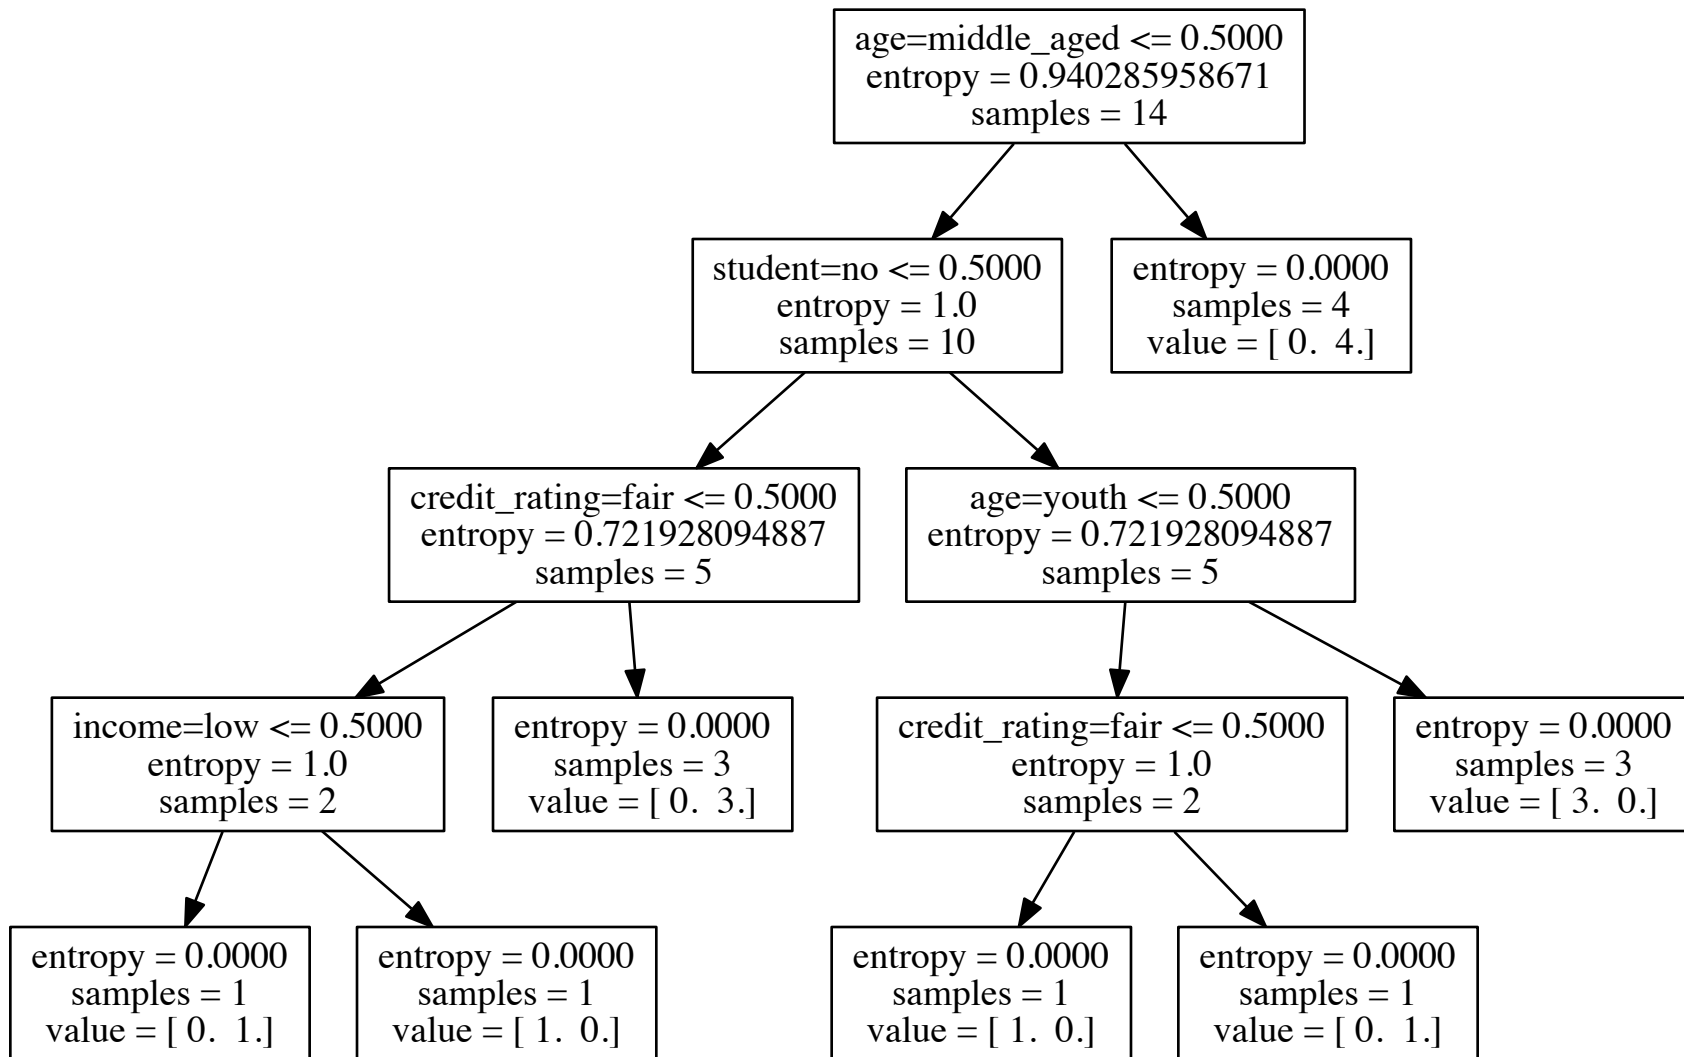 age=middle_aged <= 0.5000
entropy = 0.940285958671
samples = 14
student=no <= 0.5000
entropy = 1.0
samples = 10
entropy = 0.0000
samples = 4
value = [ 0.  4.]
credit_rating=fair <= 0.5000
entropy = 0.721928094887
samples = 5
age=youth <= 0.5000
entropy = 0.721928094887
samples = 5
income=low <= 0.5000
entropy = 1.0
samples = 2
entropy = 0.0000
samples = 3
value = [ 0.  3.]
credit_rating=fair <= 0.5000
entropy = 1.0
samples = 2
entropy = 0.0000
samples = 3
value = [ 3.  0.]
entropy = 0.0000
samples = 1
value = [ 0.  1.]
entropy = 0.0000
samples = 1
value = [ 1.  0.]
entropy = 0.0000
samples = 1
value = [ 1.  0.]
entropy = 0.0000
samples = 1
value = [ 0.  1.]